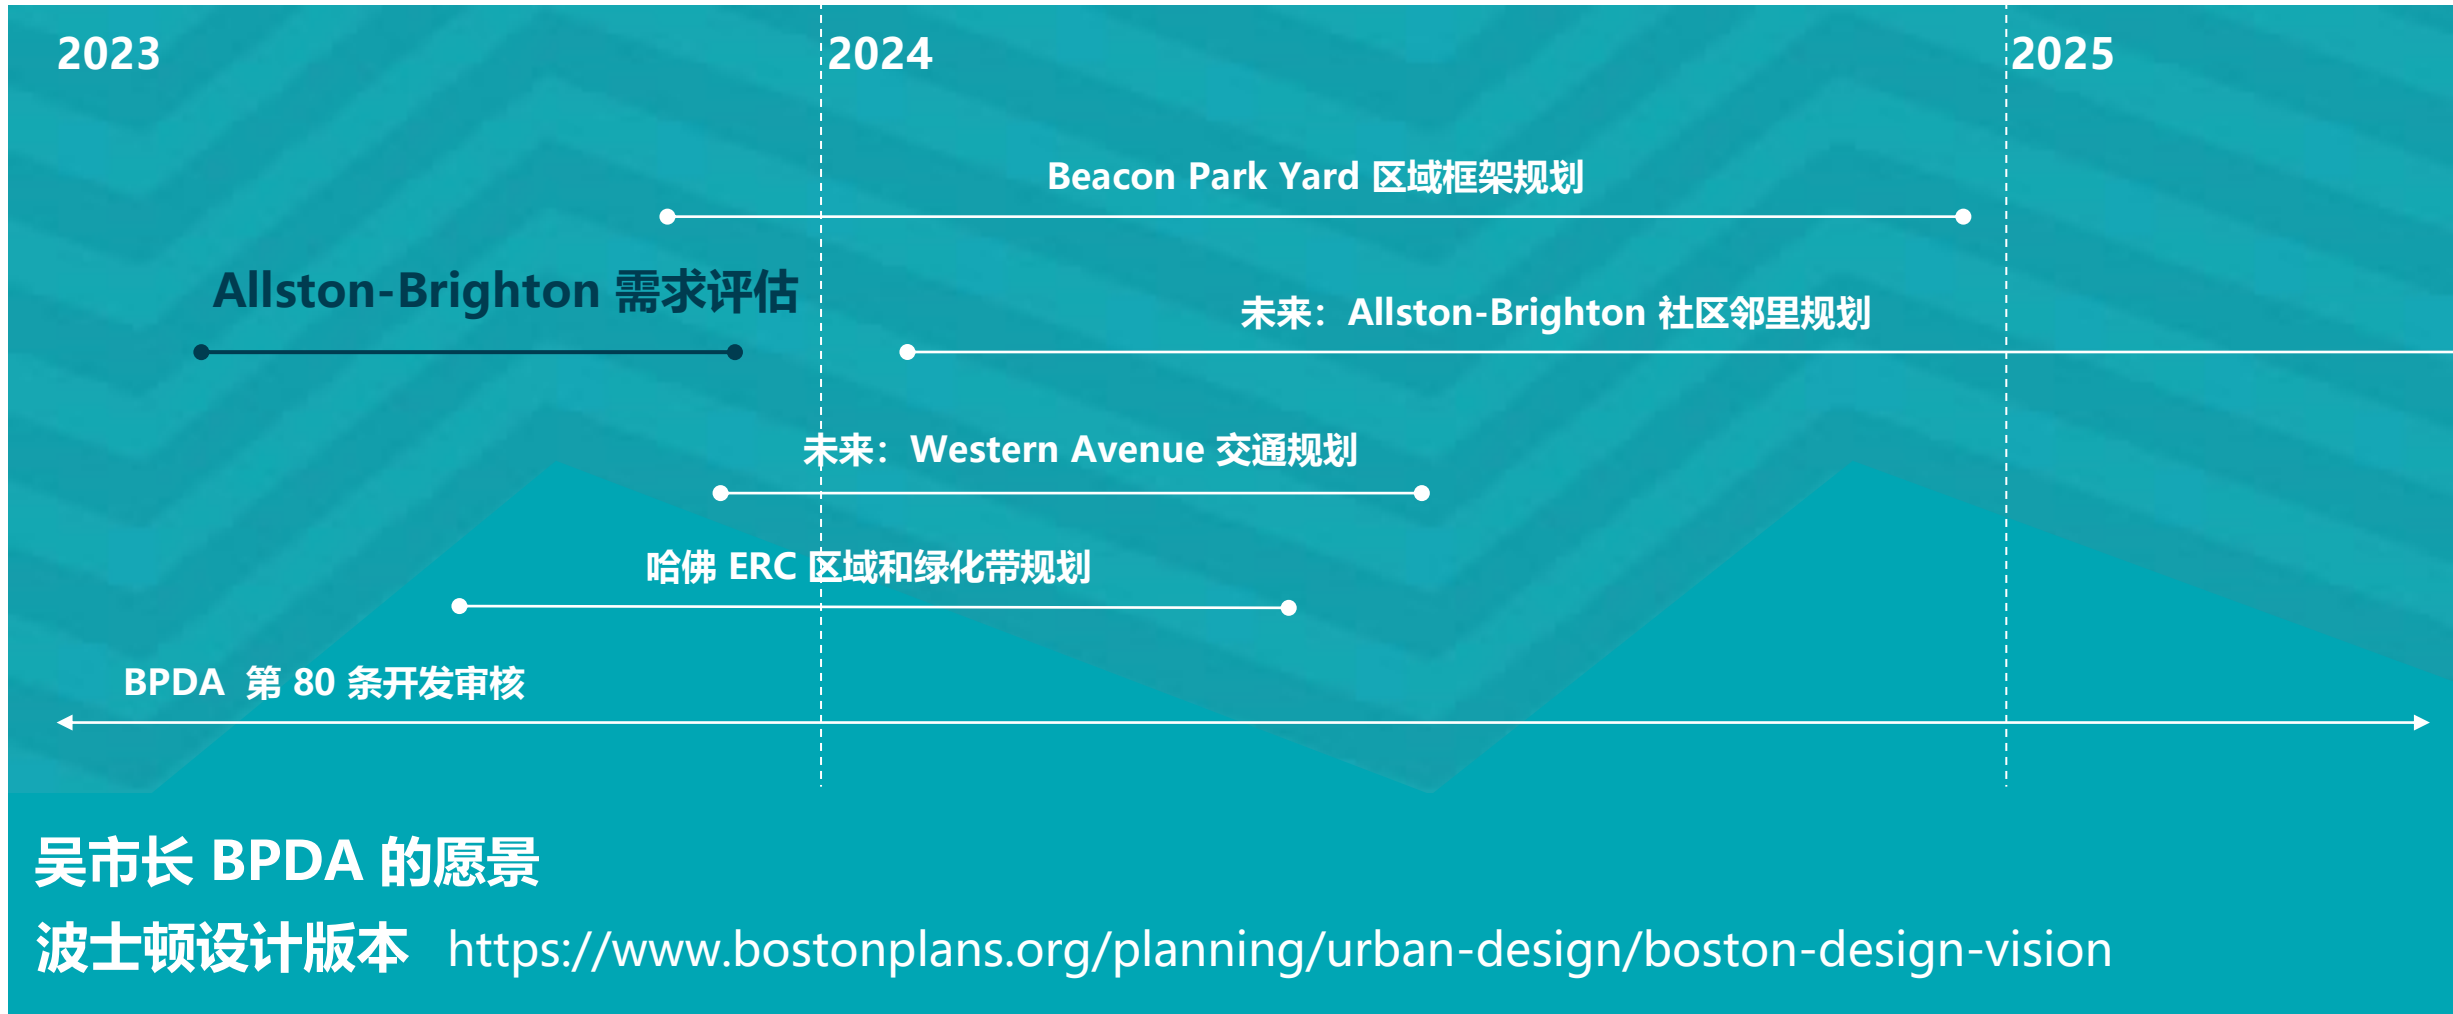 2023
2024
2025
Beacon Park Yard 区域框架规划
Allston-Brighton 需求评估
未来：Allston-Brighton 社区邻里规划
未来：Western Avenue 交通规划
哈佛 ERC 区域和绿化带规划
BPDA 第 80 条开发审核
吴市长 BPDA 的愿景
波士顿设计版本 https://www.bostonplans.org/planning/urban-design/boston-design-vision